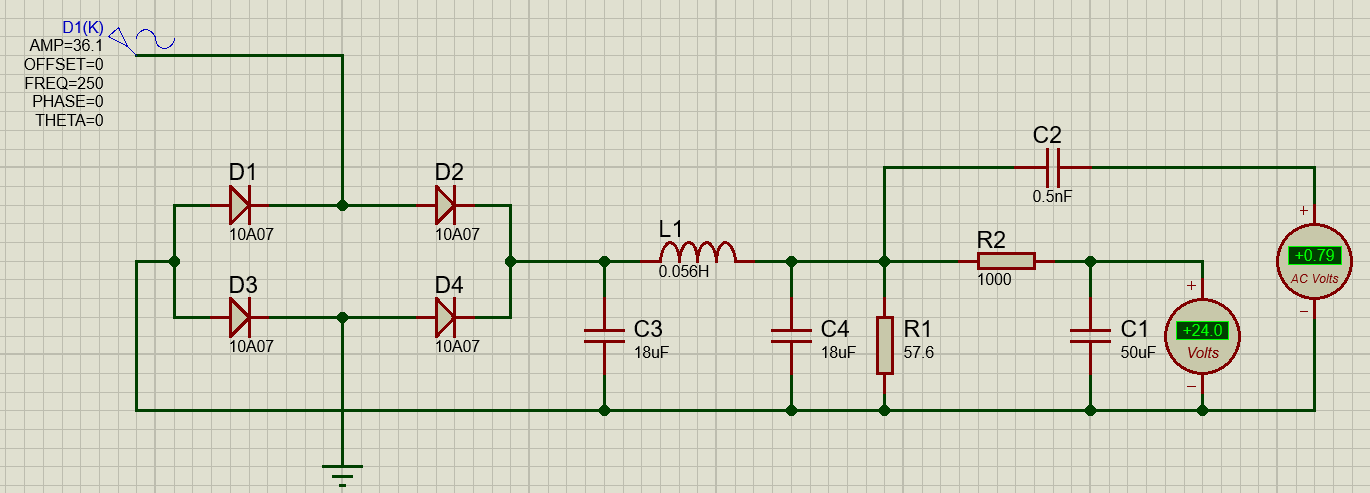 D1(K)
AMP=36.1
OFFSET=0
FREQ=250
PHASE=0
THETA=0
C2
0.5nF
D1
10A07
D2
10A07
L1
0.056H
R2
1000
+
+0.79
AC Volts
−
D3
10A07
D4
10A07
C3
18uF
C4
18uF
R1
57.6
C1
50uF
+
+24.0
Volts
−